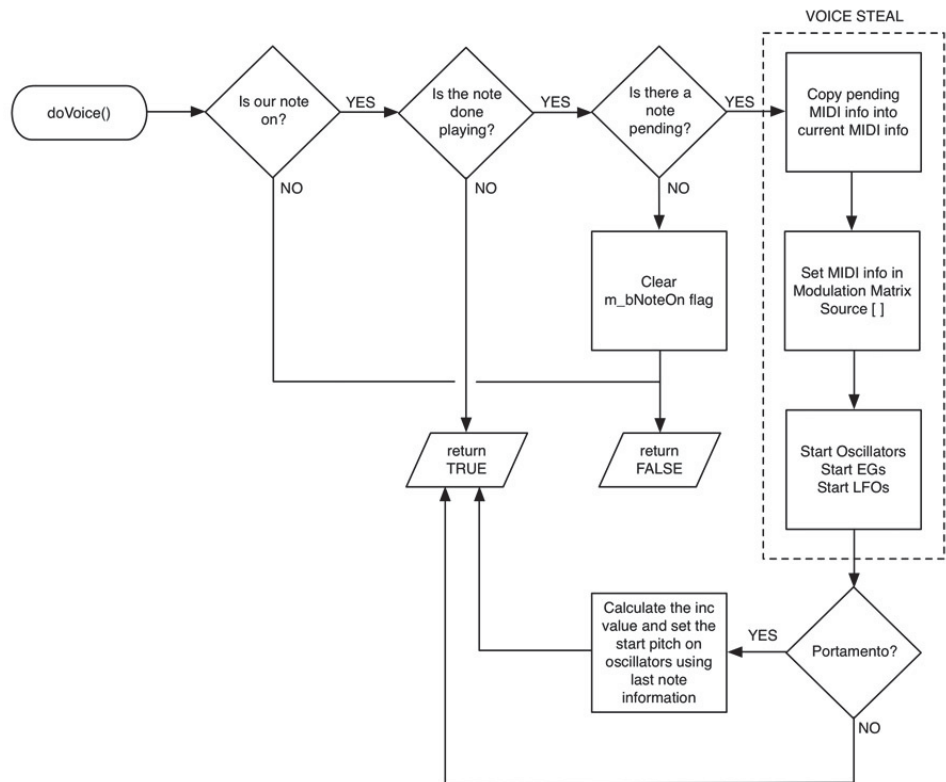 VOICE STEAL
doVoice()
Is our note
on?
YES
NO
Is the note
done
playing?
YES
NO
Is there a
note
pending?
YES
NO
Copy pending
MIDI info into
current MIDI info
Clear
m_bNoteOn flag
Set MIDI info in
Modulation Matrix
Source [ ]
return
TRUE
return
FALSE
Start Oscillators
Start EGs
Start LFOs
Portamento?
YES
NO
Calculate the inc
value and set the
start pitch on
oscillators using
last note
information